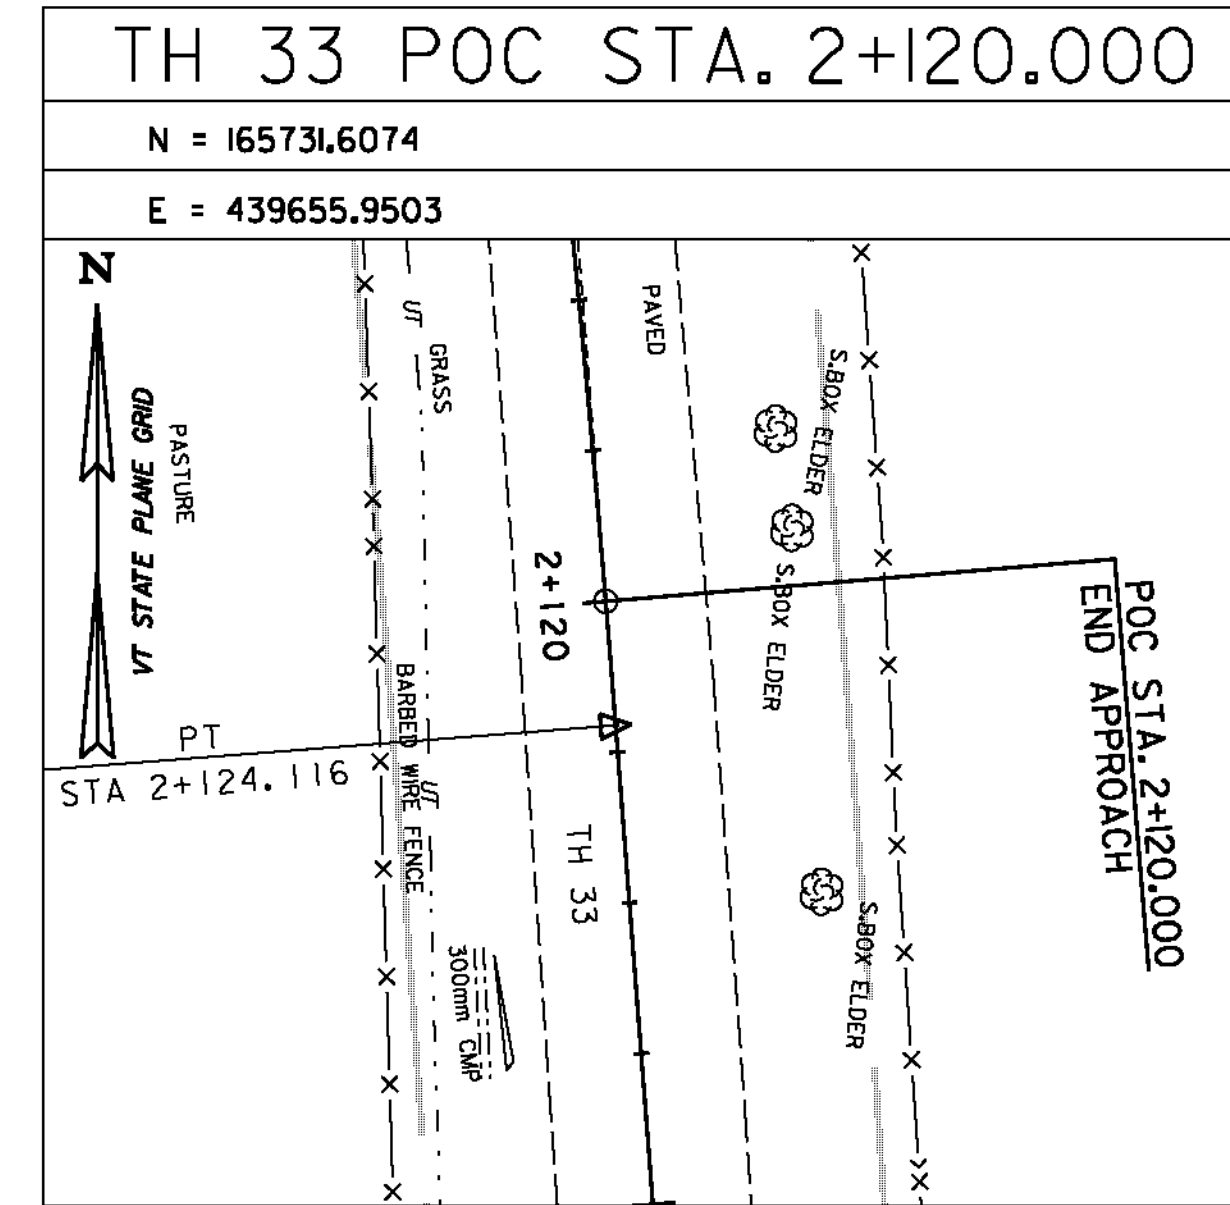 TH 33 POC STA. 2+120.000
N = 165731.6074
E = 439655.9503
N
VT STATE PLANE GRID
PASTURE
GRASS
PAVED
S.BOX ELDER
S.BOX ELDER
2+120
POC STA. 2+120.000
END APPROACH
BARBED WIRE FENCE
PT
STA 2+124.116
TH 33
S.BOX ELDER
300mm CMP